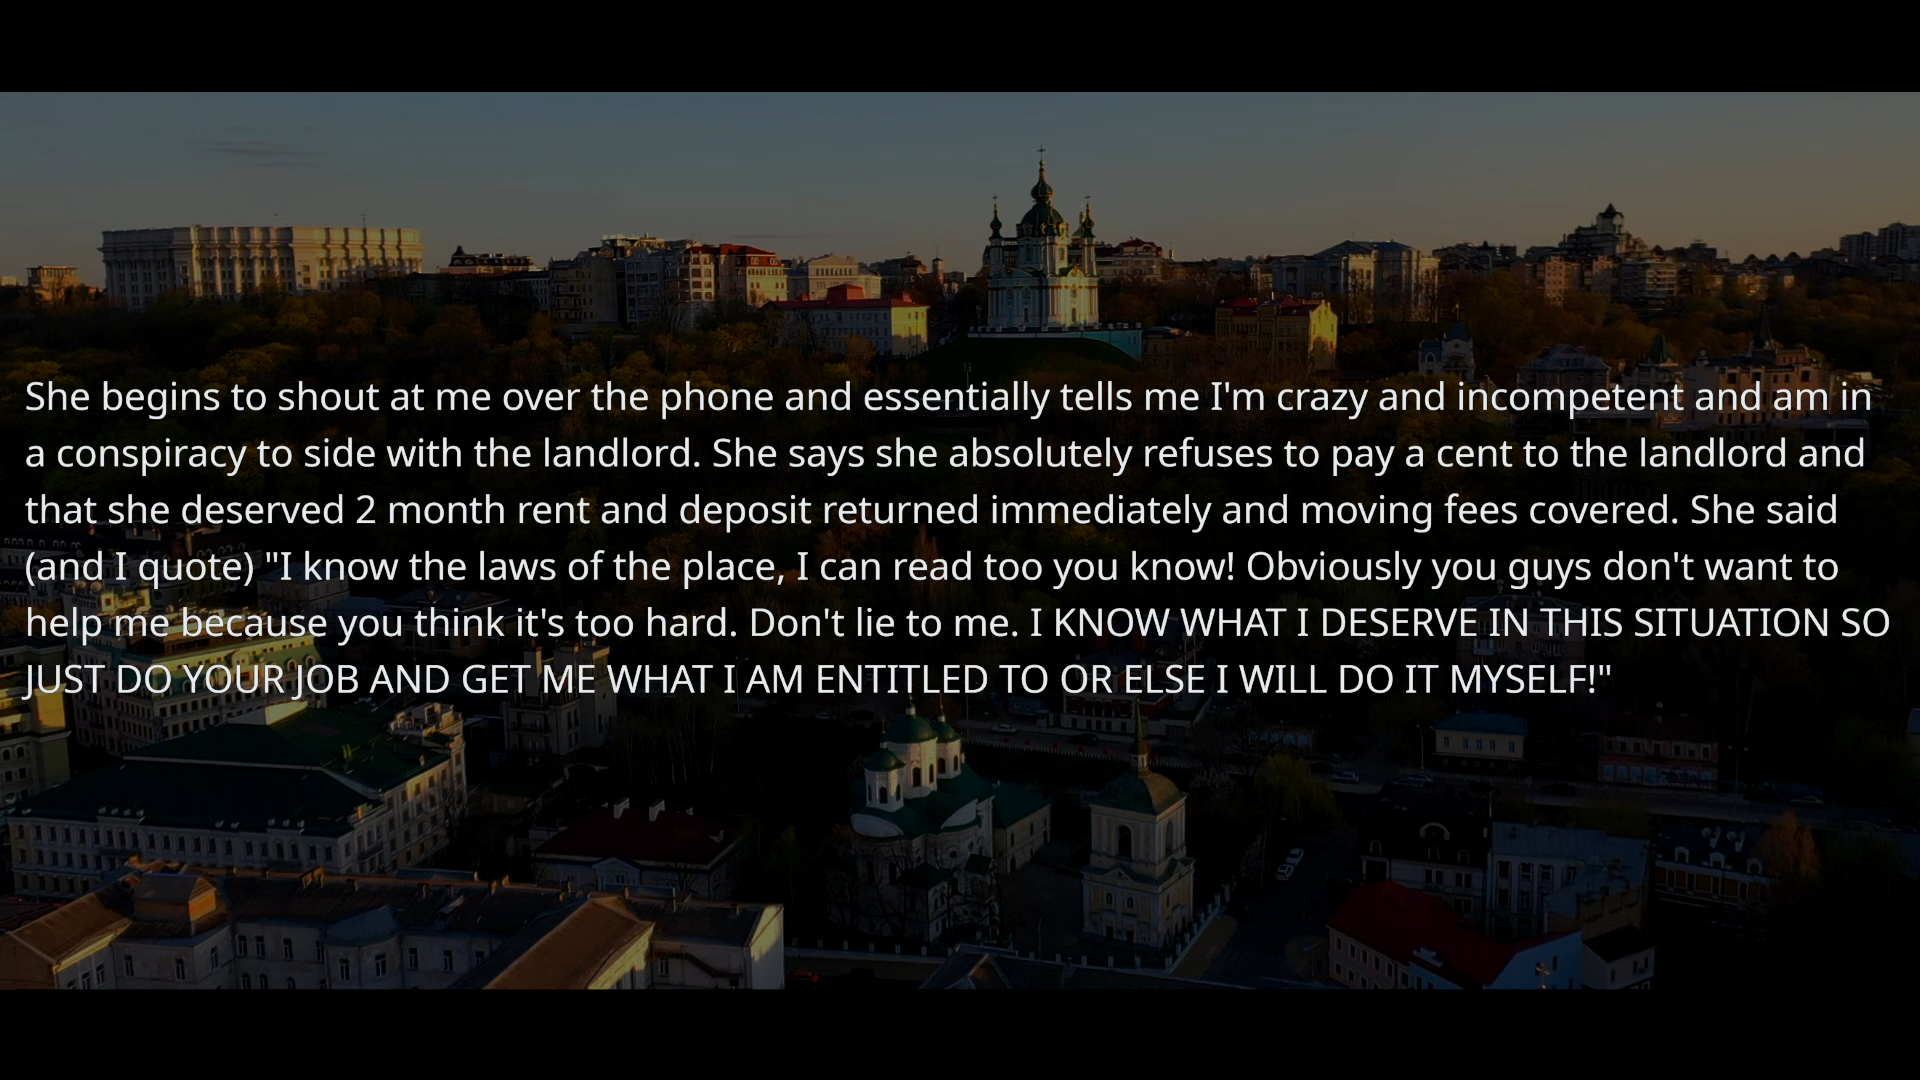 She begins to shout at me over the phone and essentially tells me I'm crazy and incompetent and am in
a conspiracy to side with the landlord. She says she absolutely refuses to pay a cent to the landlord and
that she deserved 2 month rent and deposit returned immediately and moving fees covered. She said
(and I quote) "I know the laws of the place, I can read too you know! Obviously you guys don't want to
help me because you think it's too hard. Don't lie to me. I KNOW WHAT I DESERVE IN THIS SITUATION SO
JUST DO YOUR JOB AND GET ME WHAT I AM ENTITLED TO OR ELSE I WILL DO IT MYSELF!"